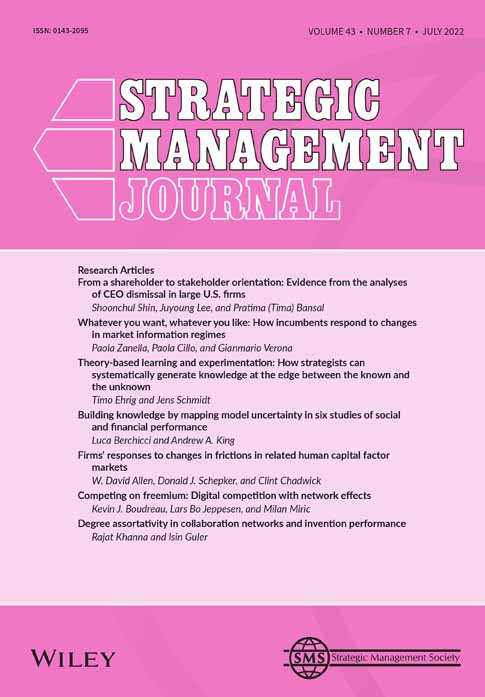 ISSN: 0143-2095
VOLUME 43 • NUMBER 7 • JULY 2022
STRATEGIC
MANAGEMENT
JOURNAL
Research Articles
From a shareholder to stakeholder orientation: Evidence from the analyses
of CEO dismissal in large U.S. firms
Shoonchul Shin, Juyoung Lee, and Pratima (Tima) Bansal
Whatever you want, whatever you like: How incumbents respond to changes
in market information regimes
Paola Zanella, Paola Cillo, and Gianmario Verona
Theory-based learning and experimentation: How strategists can
systematically generate knowledge at the edge between the known and
the unknown
Timo Ehrig and Jens Schmidt
Building knowledge by mapping model uncertainty in six studies of social
and financial performance
Luca Berchicci and Andrew A. King
Firms' responses to changes in frictions in related human capital factor
markets
W. David Allen, Donald J. Schepker, and Clint Chadwick
Competing on freemium: Digital competition with network effects
Kevin J. Boudreau, Lars Bo Jeppesen, and Milan Miric
Degree assortativity in collaboration networks and invention performance
Rajat Khanna and Isin Guler
WILEY
SMS Strategic Management Society